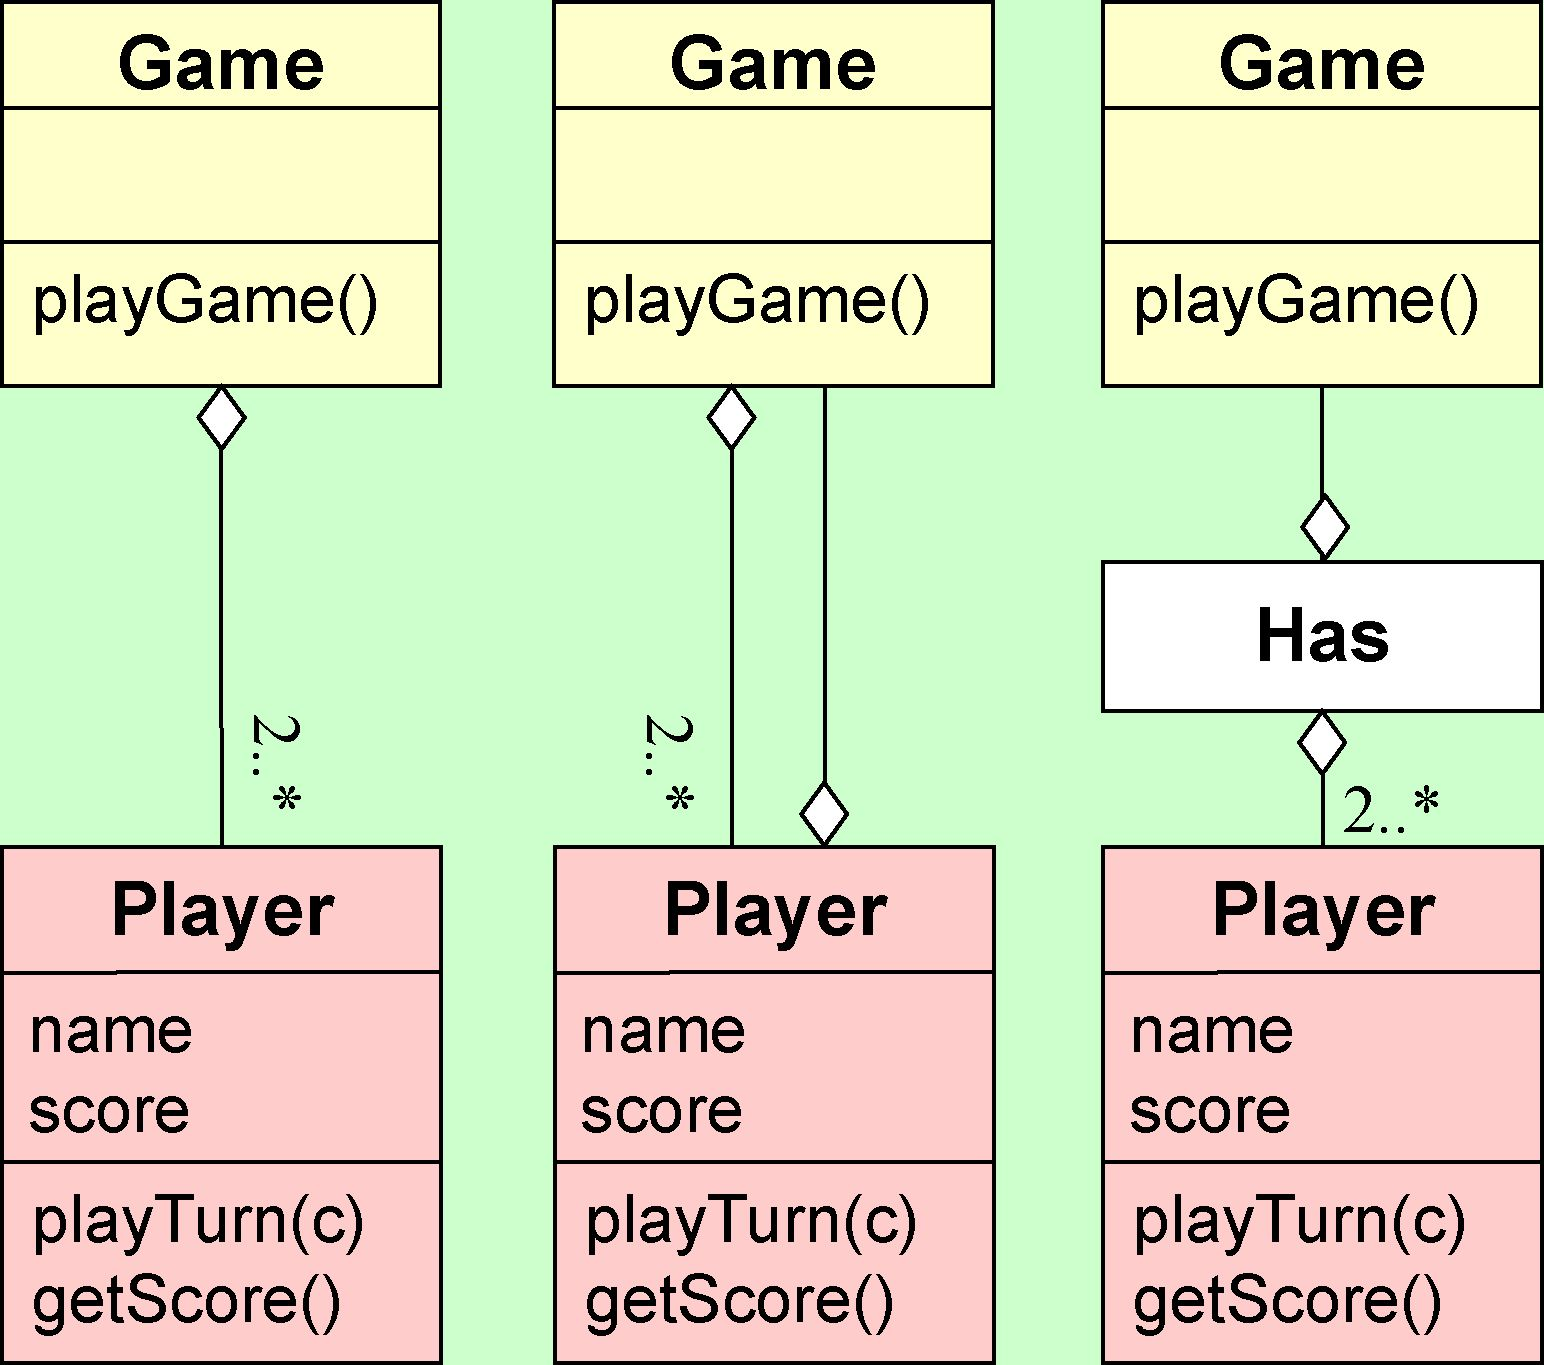 Game
playGame()
2..*
Player
name
score
playTurn(c)
getScore()
Game
playGame()
2..*
Player
name
score
playTurn(c)
getScore()
Game
playGame()
Has
2..*
Player
name
score
playTurn(c)
getScore()